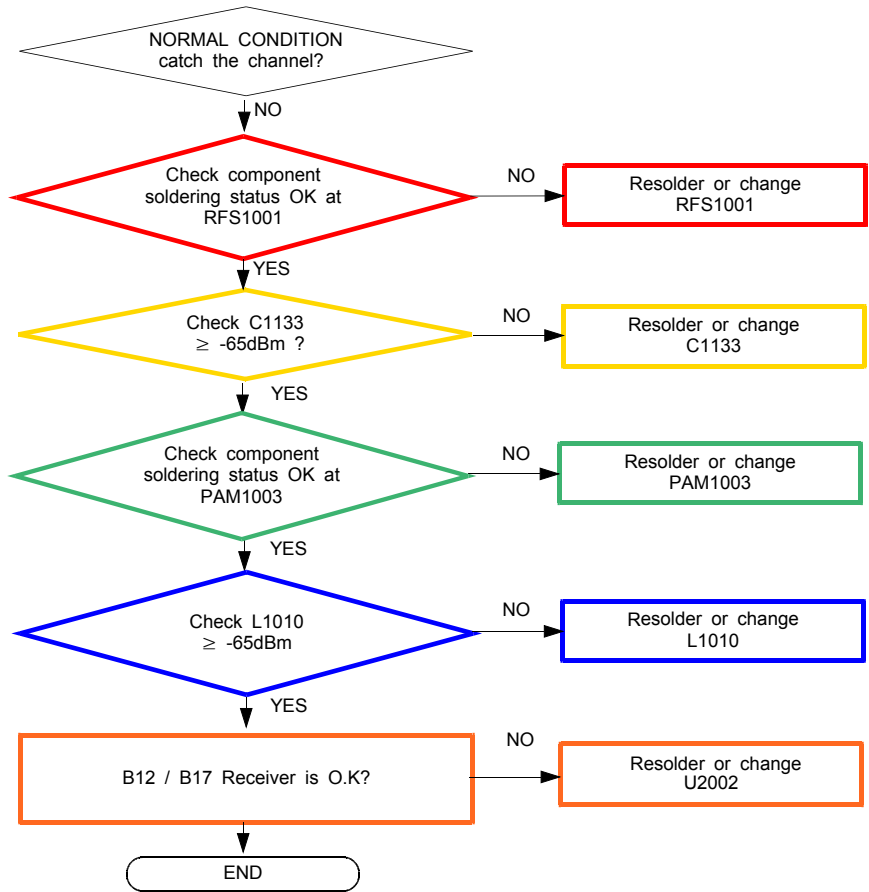 NORMAL CONDITION
catch the channel?
NO
Check component
soldering status OK at
RFS1001
NO
Resolder or change
RFS1001
YES
Check C1133
≥ -65dBm ?
NO
Resolder or change
C1133
YES
Check component
soldering status OK at
PAM1003
NO
Resolder or change
PAM1003
YES
Check L1010
≥ -65dBm
NO
Resolder or change
L1010
YES
B12 / B17 Receiver is O.K?
NO
Resolder or change
U2002
END